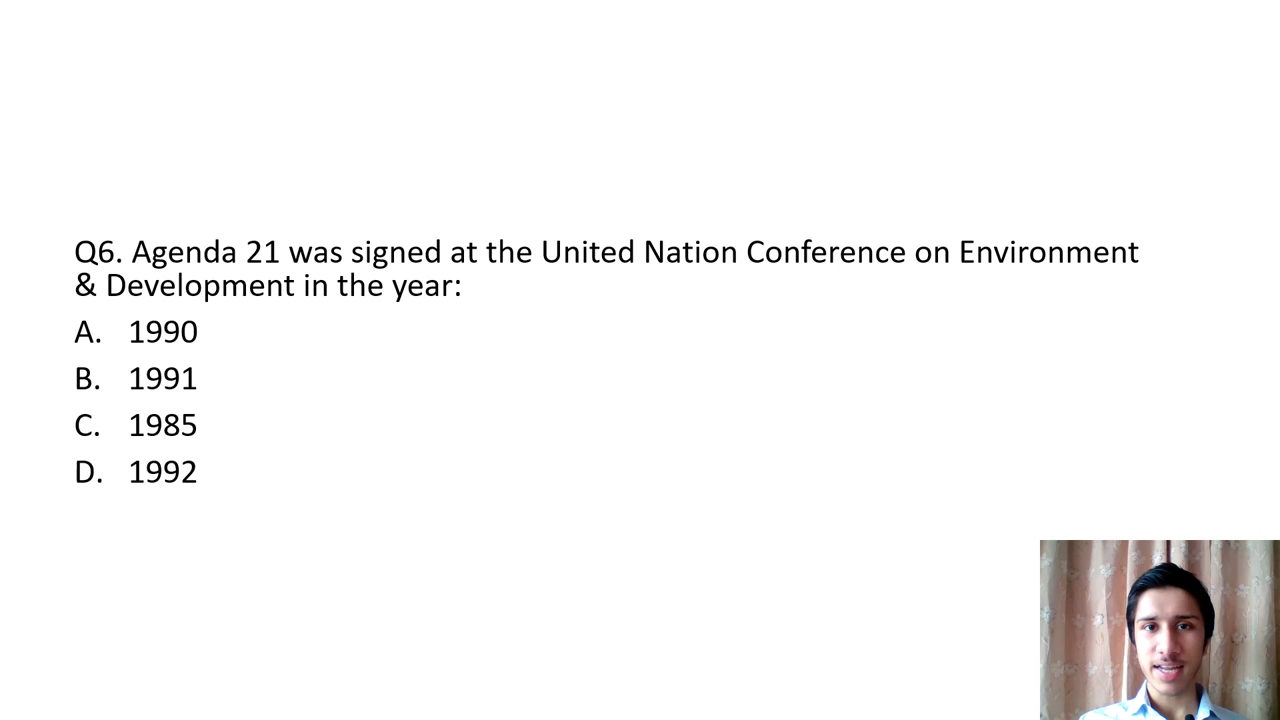 Q6. Agenda 21 was signed at the United Nation Conference on Environment
& Development in the year:
A. 1990
B. 1991
C. 1985
D. 1992